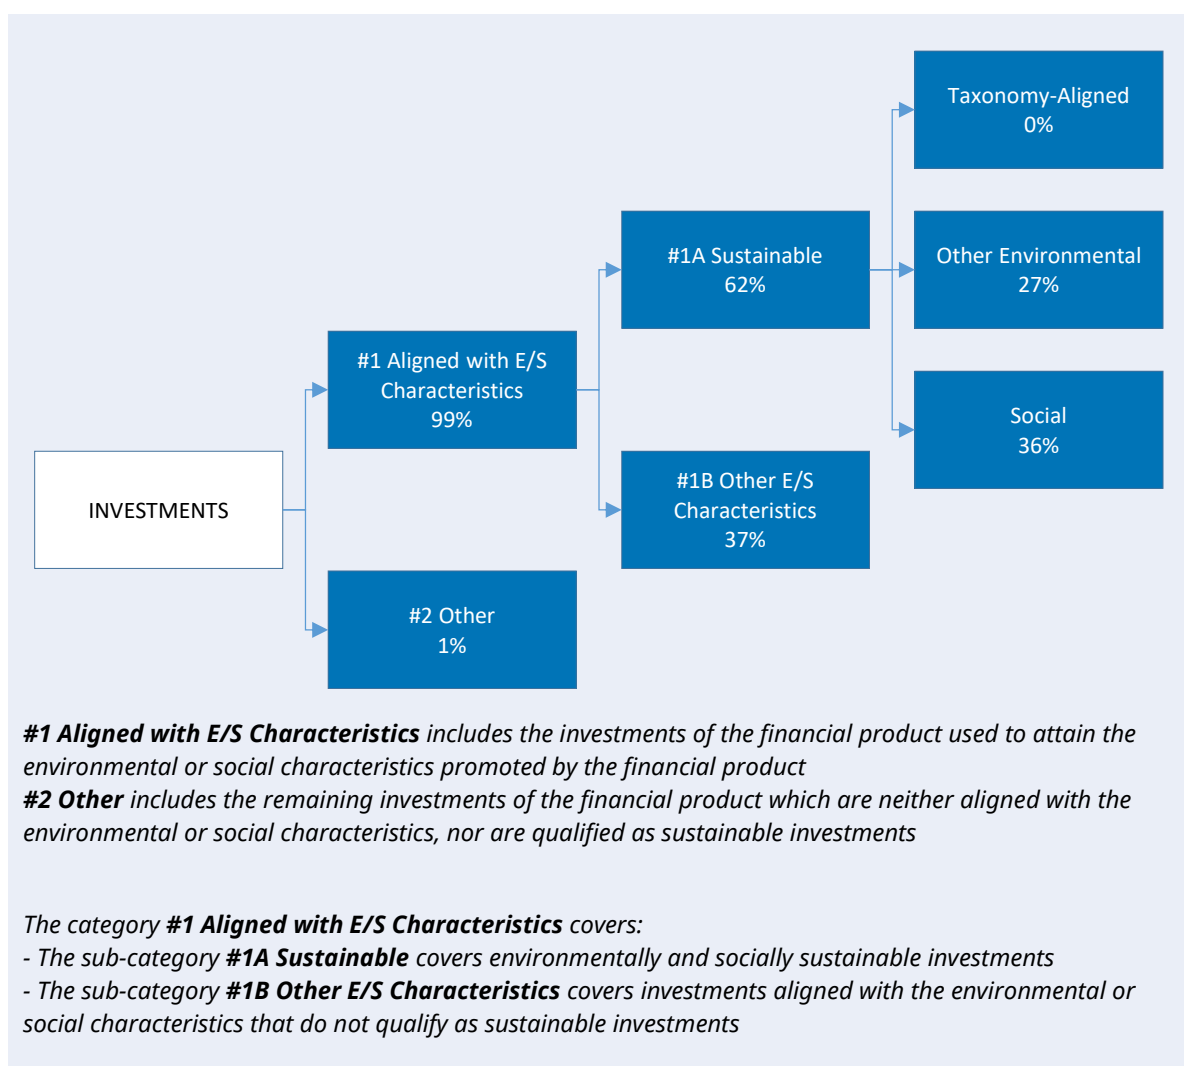 Taxonomy-Aligned
0%
#1A Sustainable
62%
Other Environmental
27%
#1 Aligned with E/S
Characteristics
99%
Social
36%
INVESTMENTS
#1B Other E/S
Characteristics
37%
#2 Other
1%
#1 Aligned with E/S Characteristics includes the investments of the financial product used to attain the
environmental or social characteristics promoted by the financial product
#2 Other includes the remaining investments of the financial product which are neither aligned with the
environmental or social characteristics, nor are qualified as sustainable investments
The category #1 Aligned with E/S Characteristics covers:
- The sub-category #1A Sustainable covers environmentally and socially sustainable investments
- The sub-category #1B Other E/S Characteristics covers investments aligned with the environmental or
social characteristics that do not qualify as sustainable investments